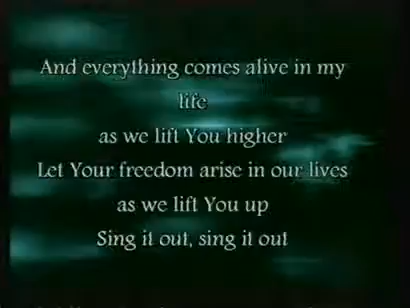 And everything comes alive in my
life
as we lift You higher
Let Your freedom arise in our lives
as we lift You up
Sing it out, sing it out